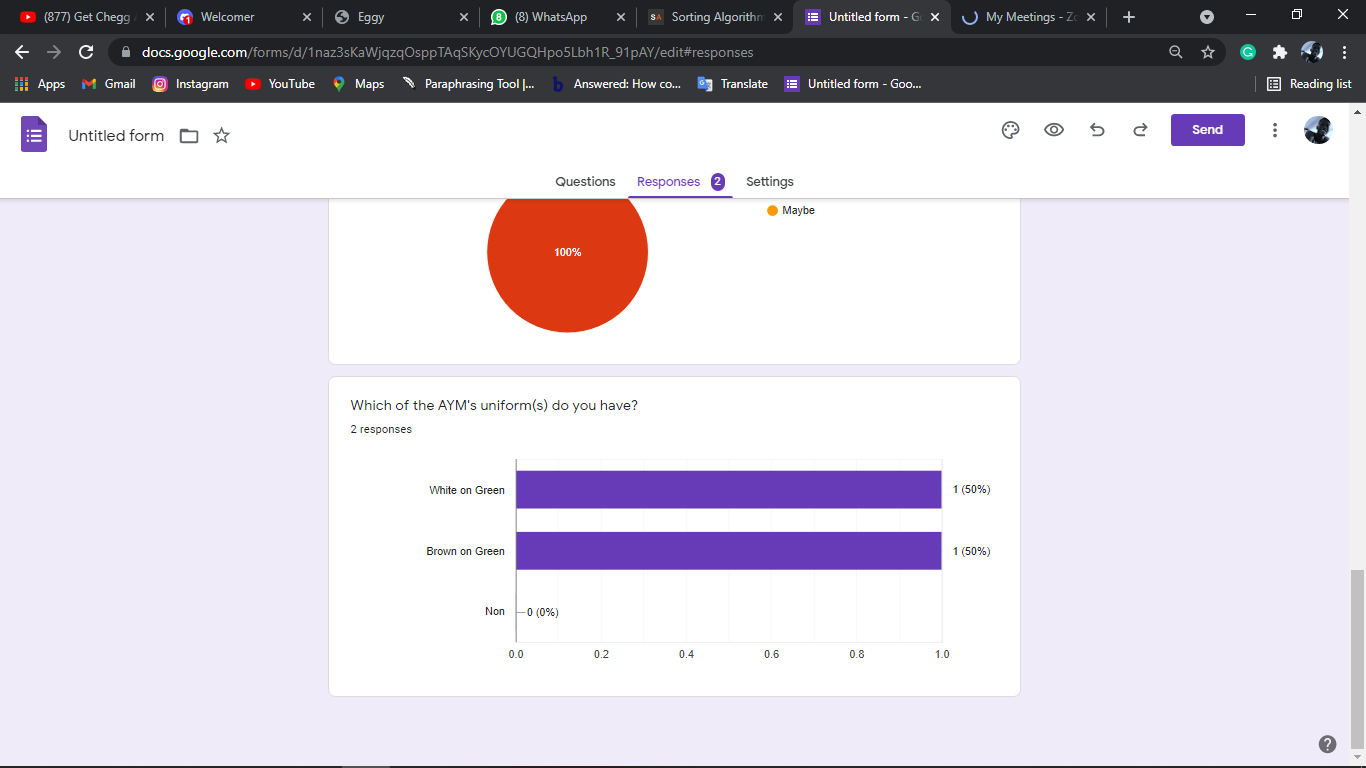 (877) Get Chegg
Welcomer
Eggy
(8) WhatsApp
Sorting Algorithm
Untitled form - G
My Meetings - Zo
docs.google.com/forms/d/1naz3sKaWjqzqOsppTAqSKycOYUGQHpo5Lbh1R_91pAY/edit#responses
Apps
Gmail
Instagram
YouTube
Maps
Paraphrasing Tool |...
Answered: How co...
Translate
Untitled form - Goo...
Reading list
Untitled form
Send
Questions
Responses 2
Settings
Maybe
100%
Which of the AYM's uniform(s) do you have?
2 responses
White on Green 1 (50%)
Brown on Green 1 (50%)
Non 0 (0%)
0.0 0.2 0.4 0.6 0.8 1.0